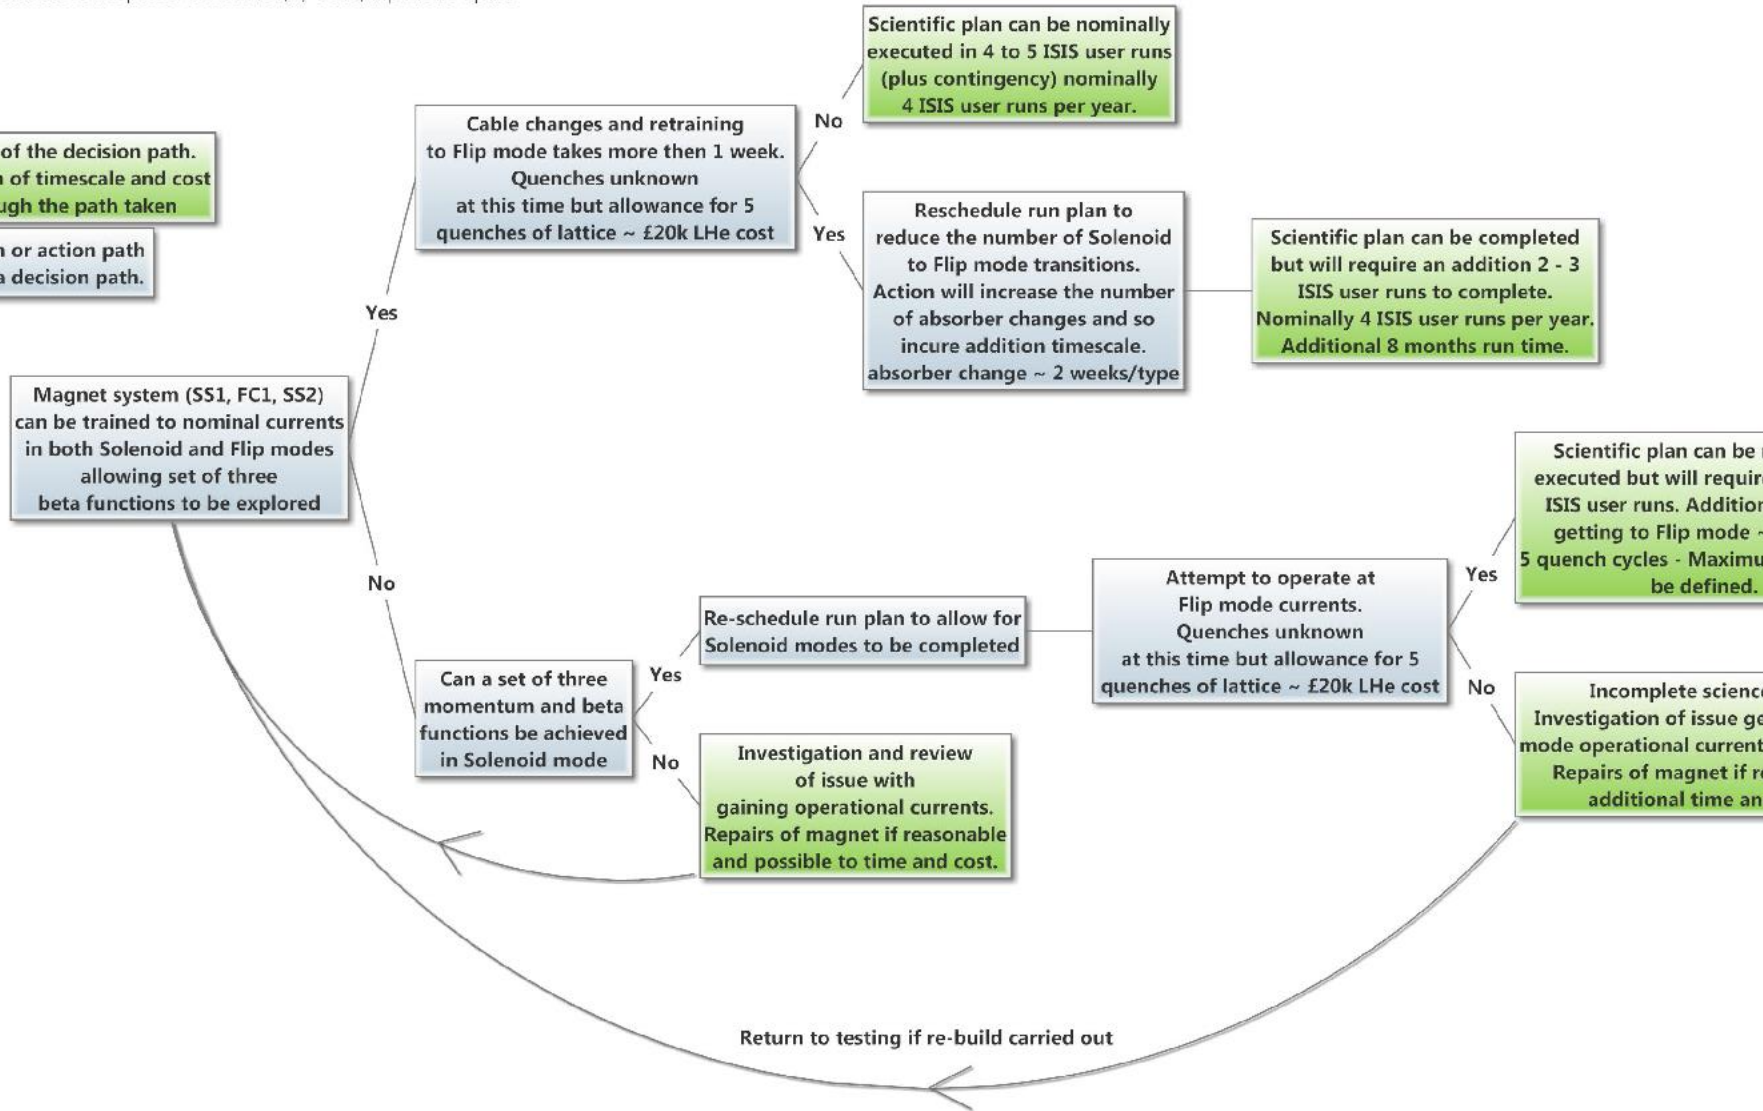 of the decision path.
of timescale and cost
the path taken
or action path
a decision path.
Scientific plan can be nominally
executed in 4 to 5 ISIS user runs
(plus contingency) nominally
4 ISIS user runs per year.
No
Cable changes and retraining
to Flip mode takes more then 1 week.
Quenches unknown
at this time but allowance for 5
quenches of lattice ~ £20k LHe cost
Yes
Reschedule run plan to
reduce the number of Solenoid
to Flip mode transitions.
Action will increase the number
of absorber changes and so
incure addition timescale.
absorber change ~ 2 weeks/type
Scientific plan can be completed
but will require an addition 2 - 3
ISIS user runs to complete.
Nominally 4 ISIS user runs per year.
Additional 8 months run time.
Yes
Magnet system (SS1, FC1, SS2)
can be trained to nominal currents
in both Solenoid and Flip modes
allowing set of three
beta functions to be explored
No
Can a set of three
momentum and beta
functions be achieved
in Solenoid mode
Yes
Re-schedule run plan to allow for
Solenoid modes to be completed
No
Investigation and review
of issue with
gaining operational currents.
Repairs of magnet if reasonable
and possible to time and cost.
Attempt to operate at
Flip mode currents.
Quenches unknown
at this time but allowance for 5
quenches of lattice ~ £20k LHe cost
Yes
Scientific plan can be
executed but will
ISIS user runs.
getting to Flip mode ~
5 quench cycles -
be defined.
No
Incomplete
Investigation of issue
mode operational
Repairs of magnet if
additional time
Return to testing if re-build carried out